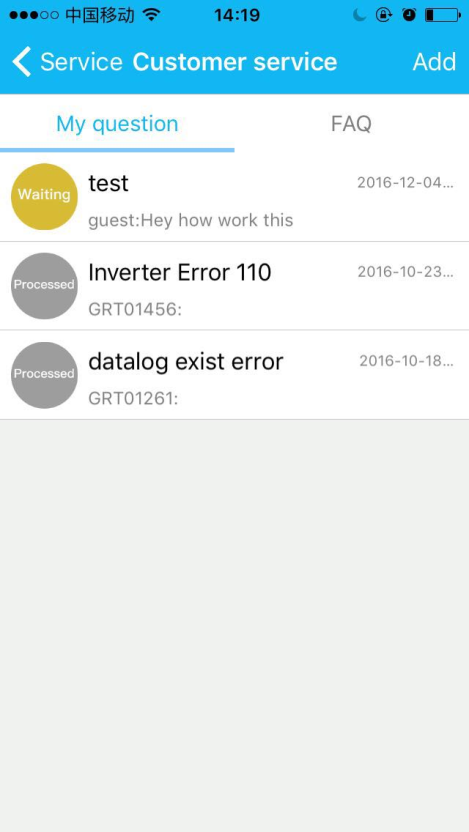 中国移动 14:19
Service Customer service Add
My question FAQ
Waiting test 2016-12-04...
guest:Hey how work this
Processed Inverter Error 110 2016-10-23...
GRT01456:
Processed datalog exist error 2016-10-18...
GRT01261: